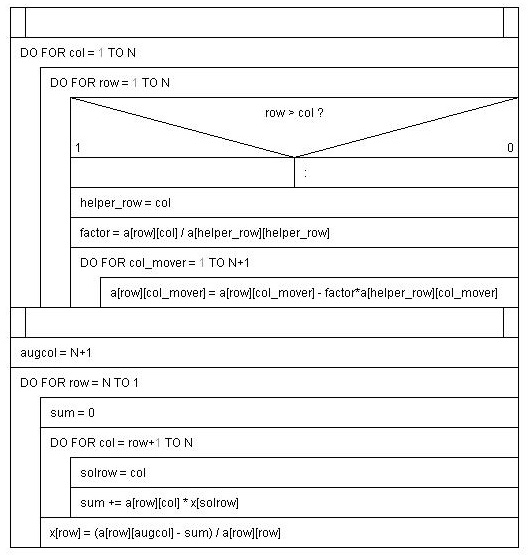 DO FOR col = 1 TO N
DO FOR row = 1 TO N
row > col ?
1
0
:
helper_row = col
factor = a[row][col] / a[helper_row][helper_row]
DO FOR col_mover = 1 TO N+1
a[row][col_mover] = a[row][col_mover] - factor*a[helper_row][col_mover]
augcol = N+1
DO FOR row = N TO 1
sum = 0
DO FOR col = row+1 TO N
solrow = col
sum += a[row][col] * x[solrow]
x[row] = (a[row][augcol] - sum) / a[row][row]